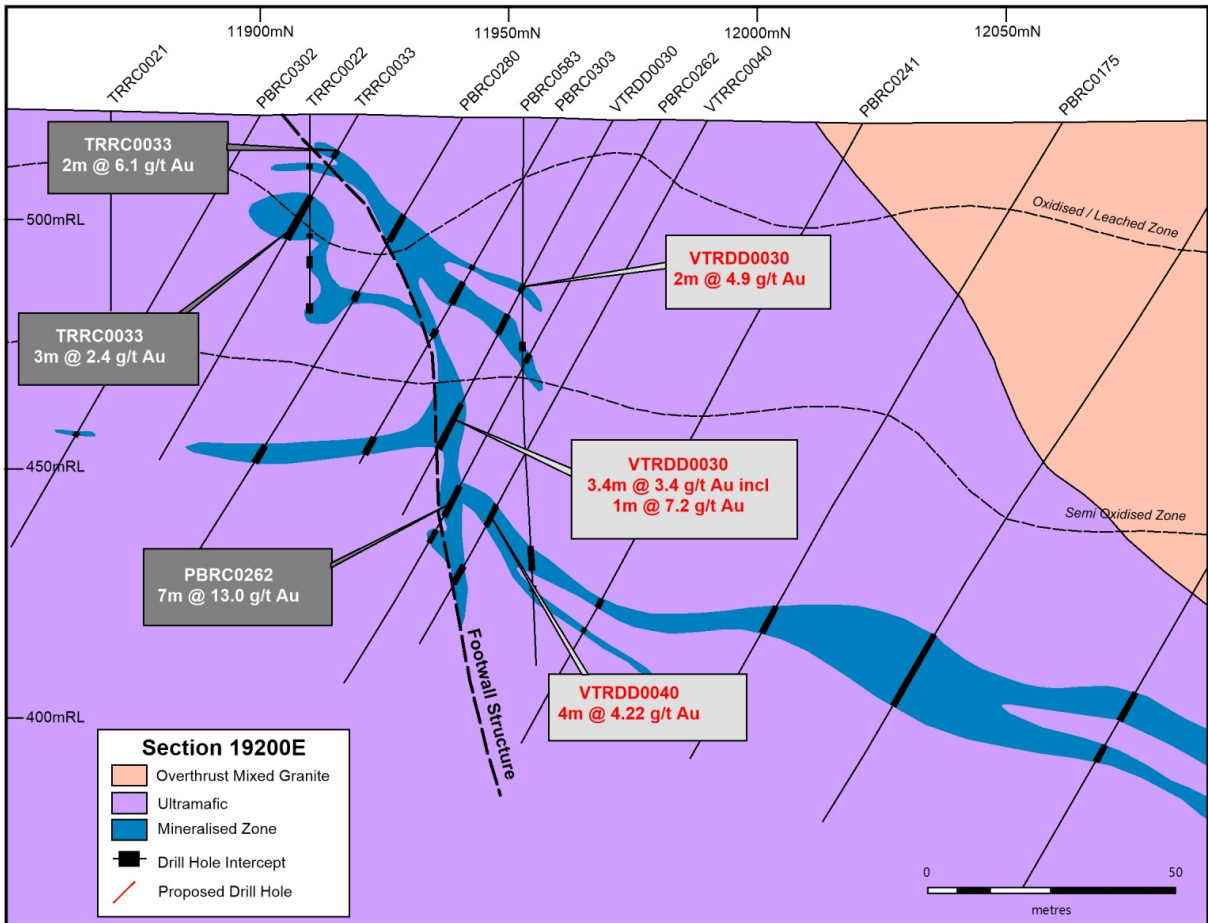 11900mN
11950mN
12000mN
12050mN
TRRC0021
PBRC0302
TRRC0022
TRRC0033
PBRC0280
PBRC0583
PBRC0303
VTRDD0030
PBRC0262
VTRRC0040
PBRC0241
PBRC0175
TRRC0033
2m @ 6.1 g/t Au
500mRL
Oxidised / Leached Zone
VTRDD0030
2m @ 4.9 g/t Au
TRRC0033
3m @ 2.4 g/t Au
450mRL
VTRDD0030
3.4m @ 3.4 g/t Au incl
1m @ 7.2 g/t Au
Semi Oxidised Zone
PBRC0262
7m @ 13.0 g/t Au
Footwall Structure
VTRDD0040
4m @ 4.22 g/t Au
400mRL
Section 19200E
Overthrust Mixed Granite
Ultramafic
Mineralised Zone
Drill Hole Intercept
Proposed Drill Hole
0
50
metres